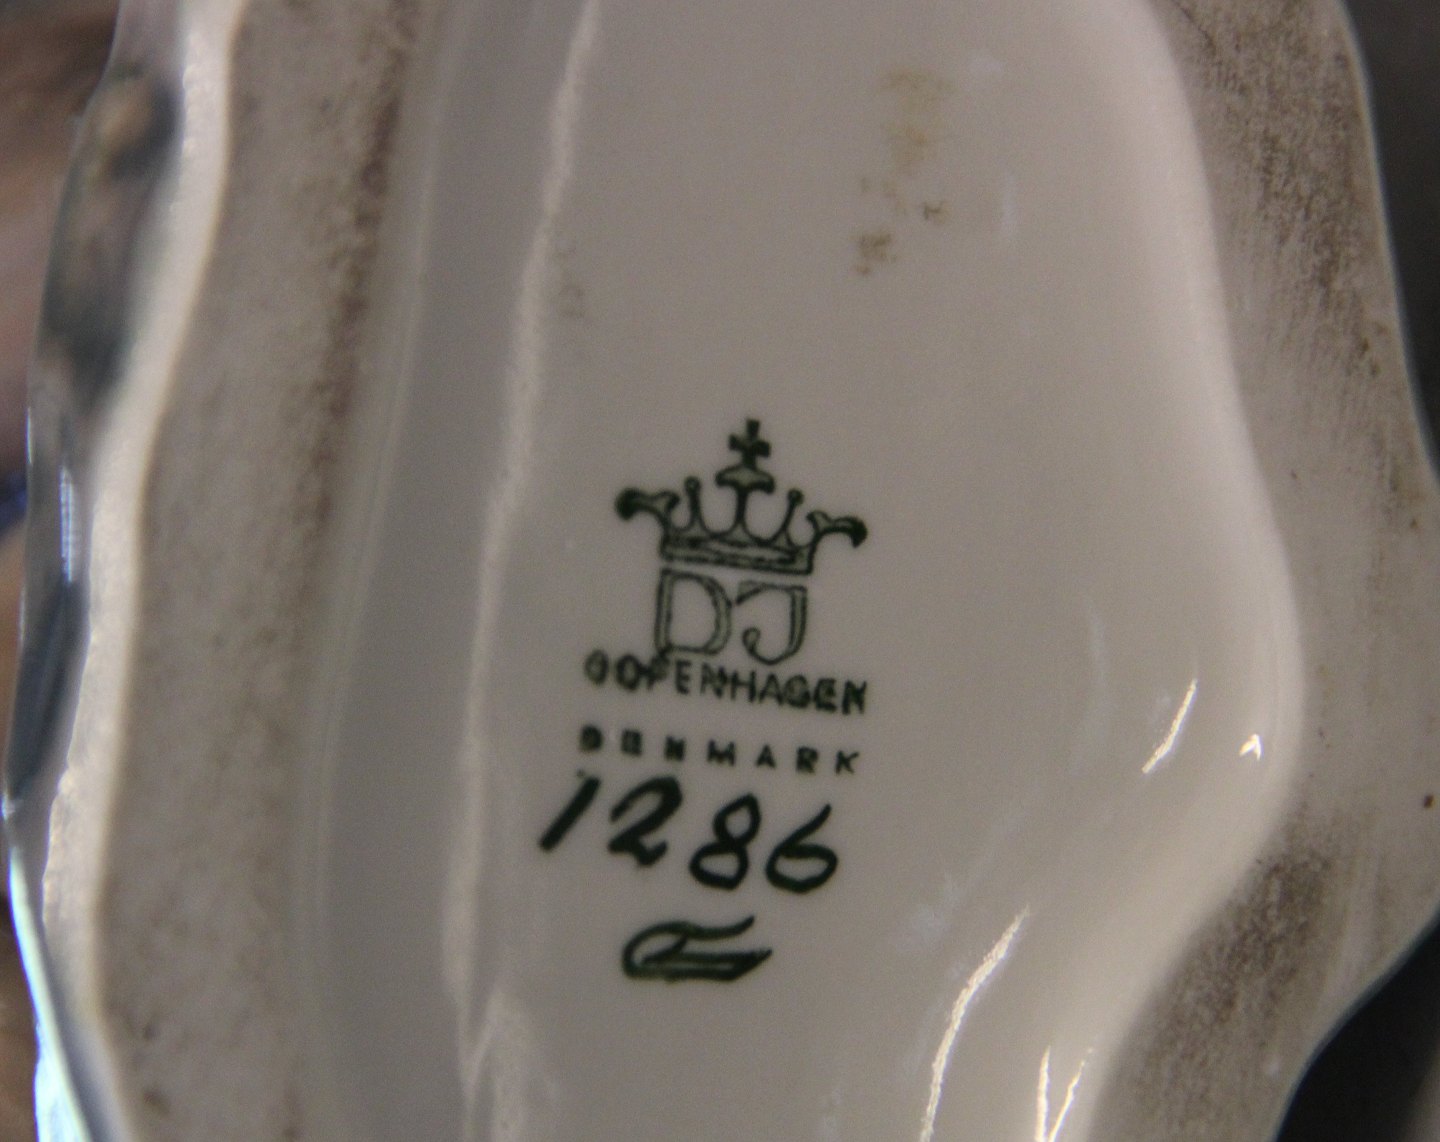 DJ
COPENHAGEN
DENMARK
1286